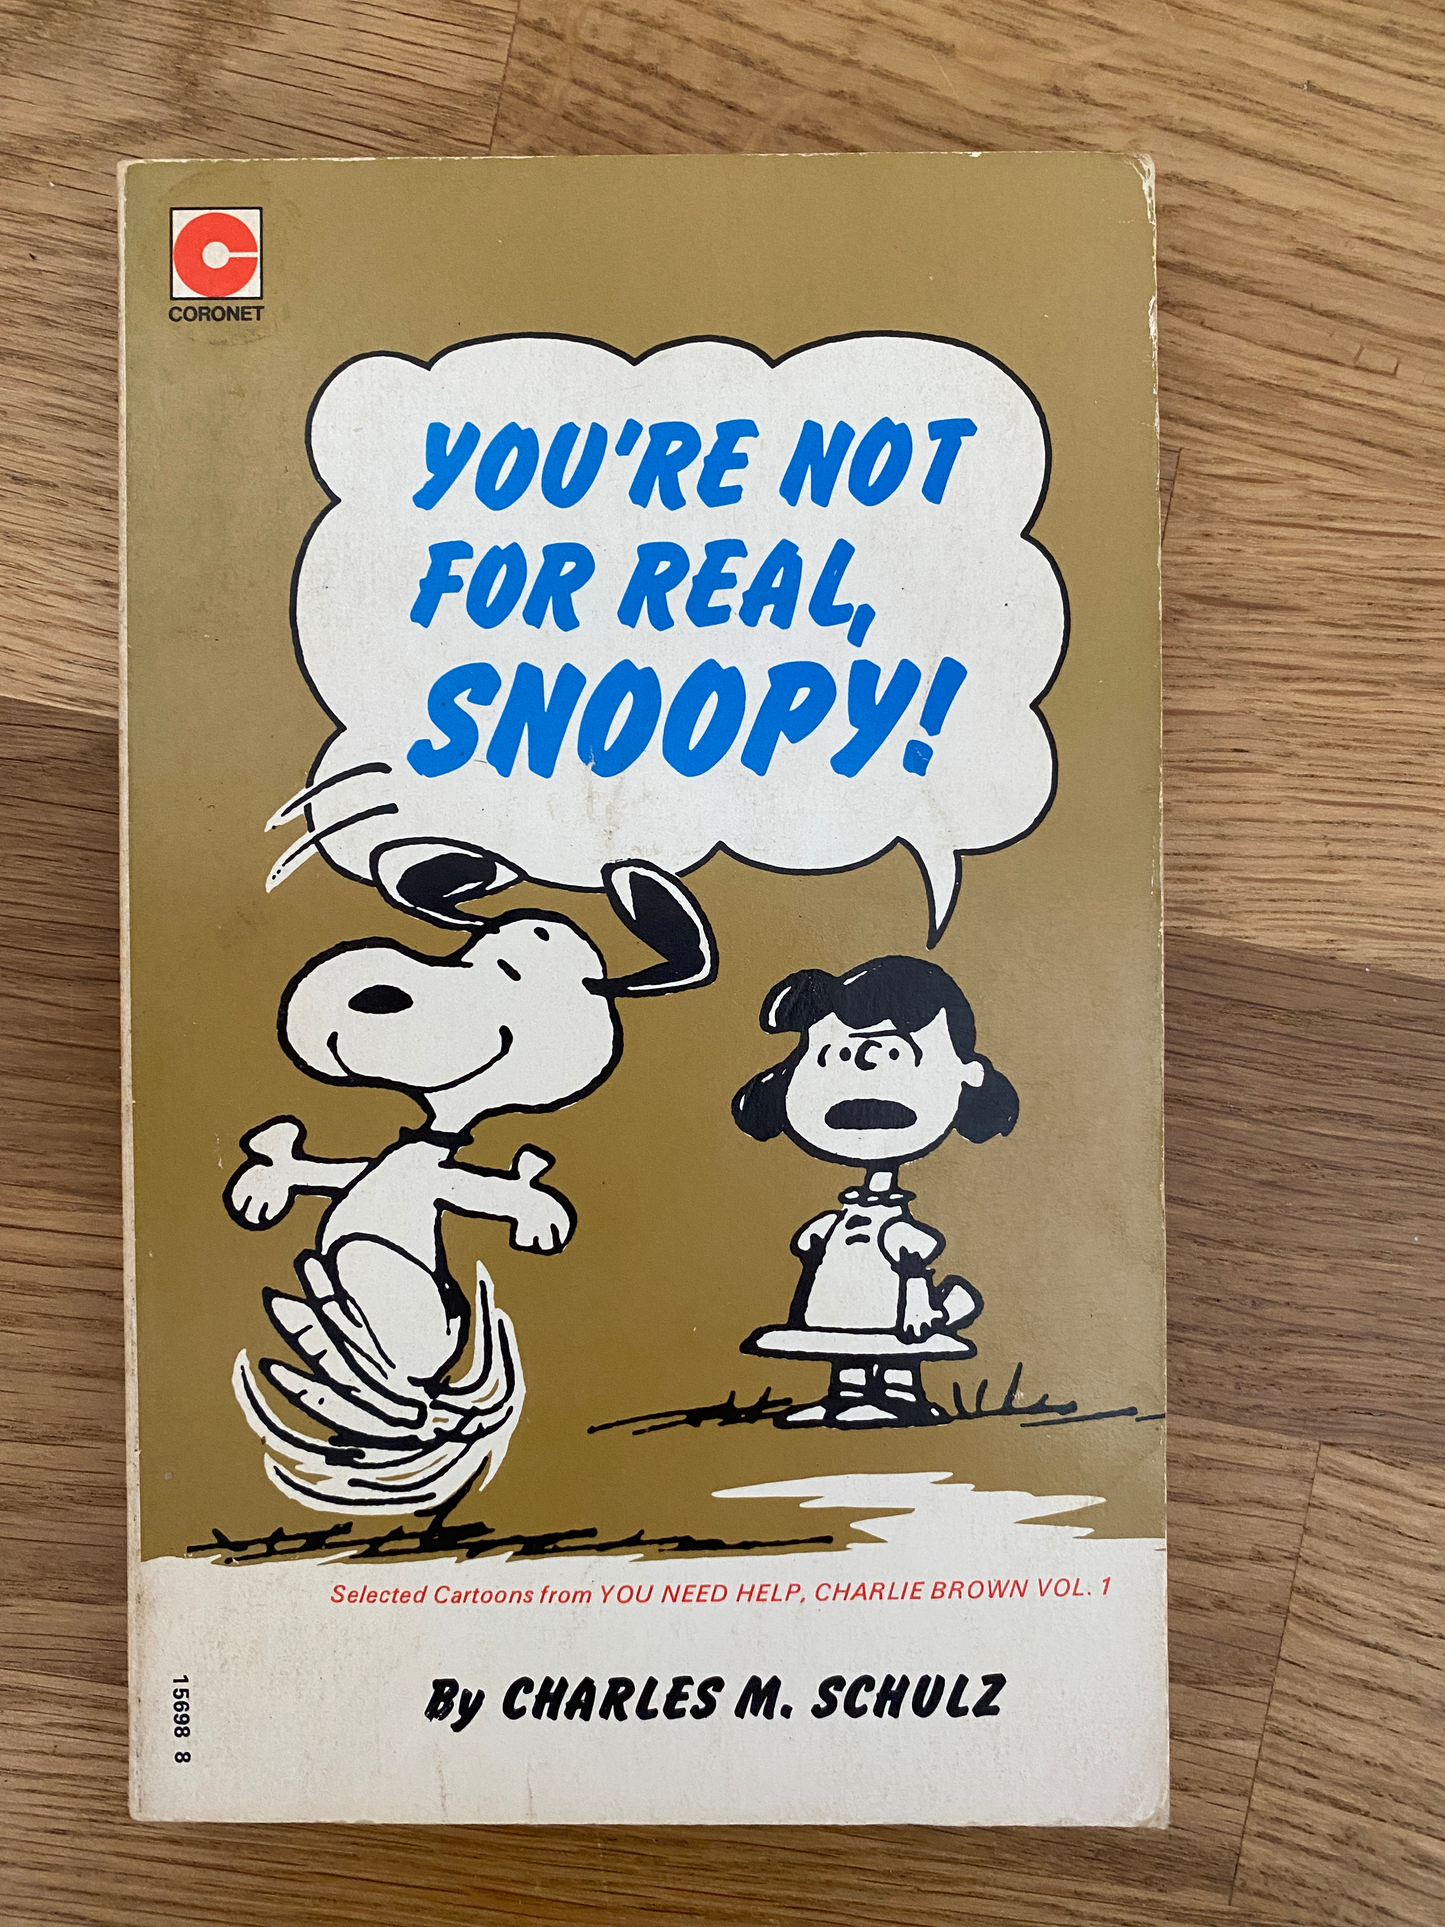 CORONET
YOU'RE NOT
FOR REAL,
SNOOPY!
Selected Cartoons from YOU NEED HELP, CHARLIE BROWN VOL. 1
By CHARLES M. SCHULZ
15698 8